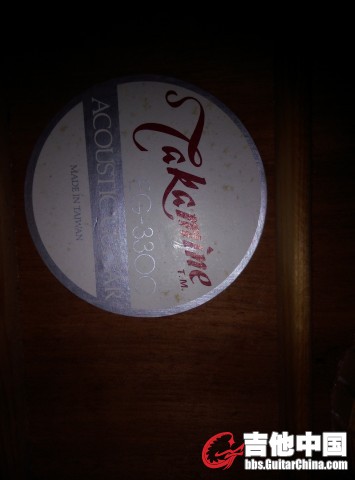 Takamine
T.M.
ACOUSTIC
MADE IN TAIWAN
吉他中国
bbs.GuitarChina.com